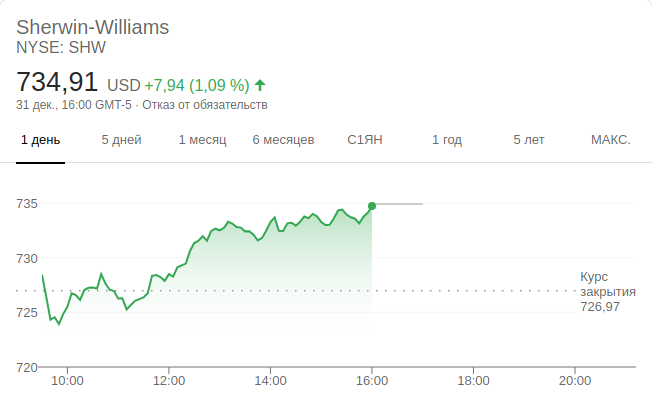 Sherwin-Williams
NYSE: SHW
734,91 USD +7,94 (1,09 %)
31 дек., 16:00 GMT-5 · Отказ от обязательств
1 день 5 дней 1 месяц 6 месяцев С1ЯН 1 год 5 лет МАКС.
735
730
Курс
закрытия
726,97
725
720
10:00 12:00 14:00 16:00 18:00 20:00